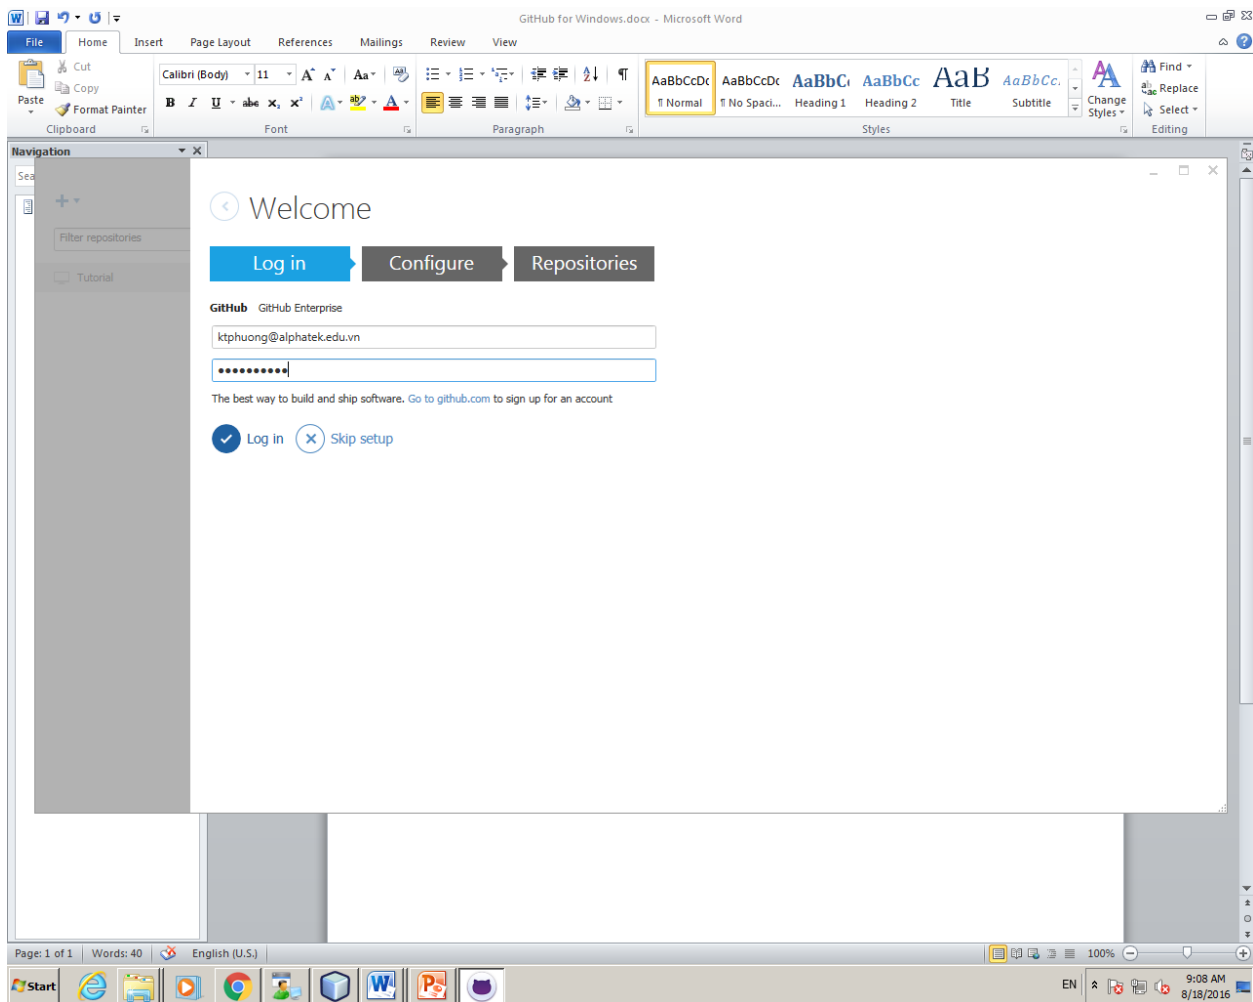 GitHub for Windows.docx - Microsoft Word
File Home Insert Page Layout References Mailings Review View
Paste
Cut
Copy
Format Painter
Clipboard
Calibri (Body) 11
Font
Paragraph
AaBbCcDc AaBbCcDc AaBbC AaBbCc AaB AaBbCc.
¶ Normal ¶ No Spaci... Heading 1 Heading 2 Title Subtitle
Change Styles
Styles
Find
Replace
Select
Editing
Navigation
Sea
Filter repositories
Tutorial
Welcome
Log in Configure Repositories
GitHub GitHub Enterprise
ktphuong@alphatek.edu.vn
••••••••••
The best way to build and ship software. Go to github.com to sign up for an account
Log in Skip setup
Page: 1 of 1 Words: 40 English (U.S.) 100%
Start EN 9:08 AM
8/18/2016